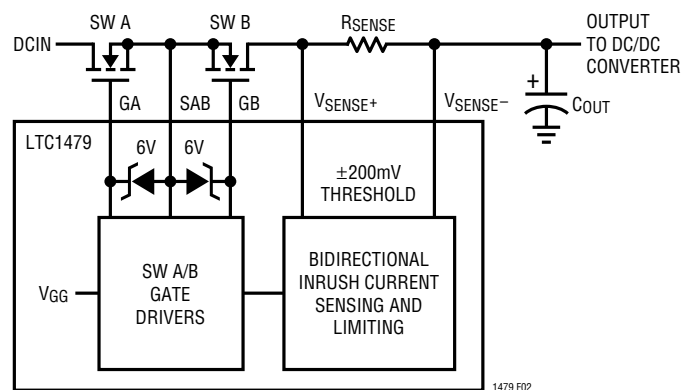 SW A
SW B
RSENSE
OUTPUT
TO DC/DC
CONVERTER
DCIN
+
COUT
GA
SAB
GB
VSENSE+
VSENSE–
LTC1479
6V
6V
±200mV
THRESHOLD
VGG
SW A/B
GATE
DRIVERS
BIDIRECTIONAL
INRUSH CURRENT
SENSING AND
LIMITING
1479 F02